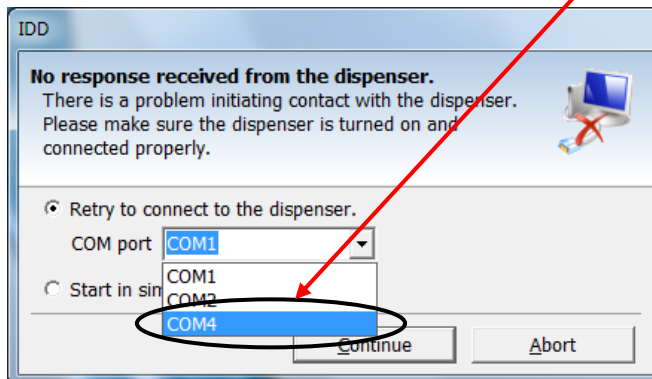 IDD
No response received from the dispenser.
There is a problem initiating contact with the dispenser.
Please make sure the dispenser is turned on and
connected properly.
Retry to connect to the dispenser.
COM port COM1
COM1
Start in sim
COM2
COM4
Continue
Abort